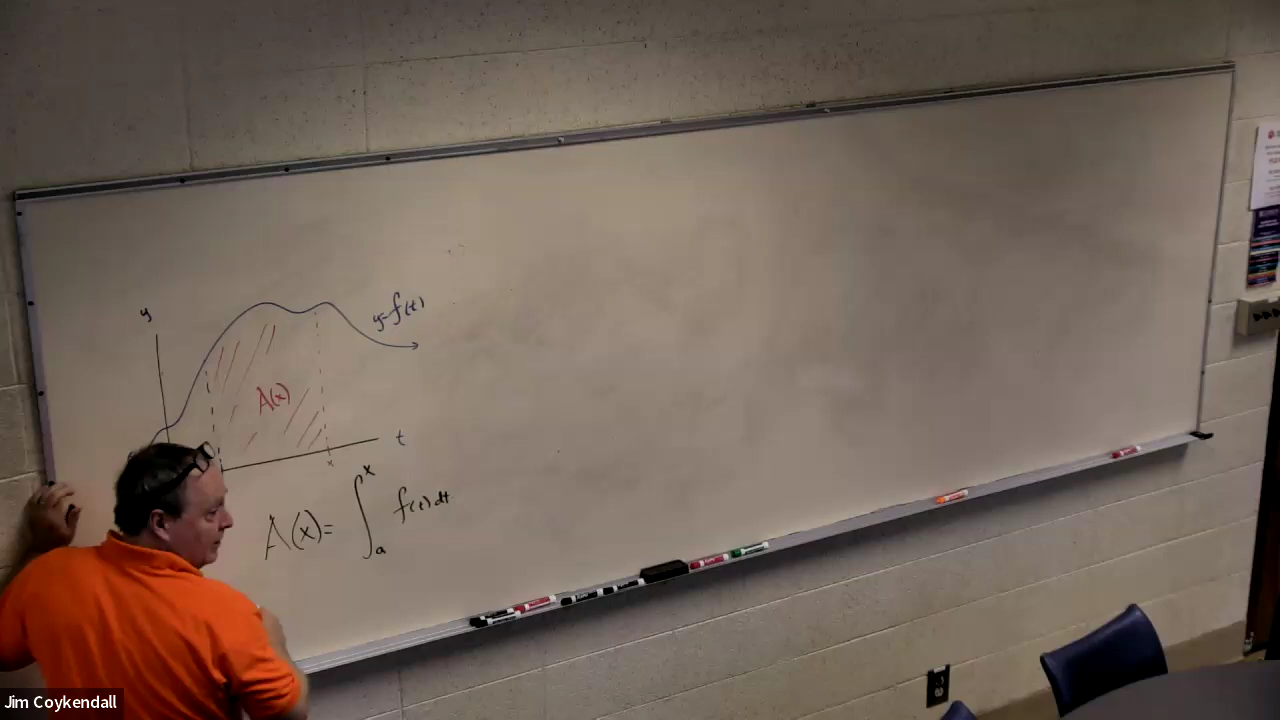 y
y=f(t)
A(x)
t
x
A(x)= ∫ₐˣ f(t) dt
Jim Coykendall